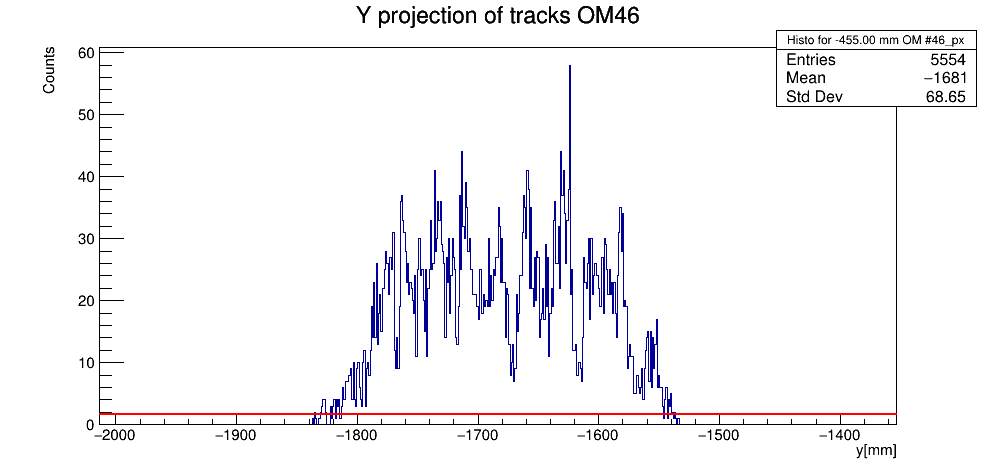 Y projection of tracks OM46
Histo for -455.00 mm OM #46_px
Entries 5554
Mean −1681
Std Dev 68.65
Counts
60
50
40
30
20
10
0
−2000 −1900 −1800 −1700 −1600 −1500 −1400
y[mm]